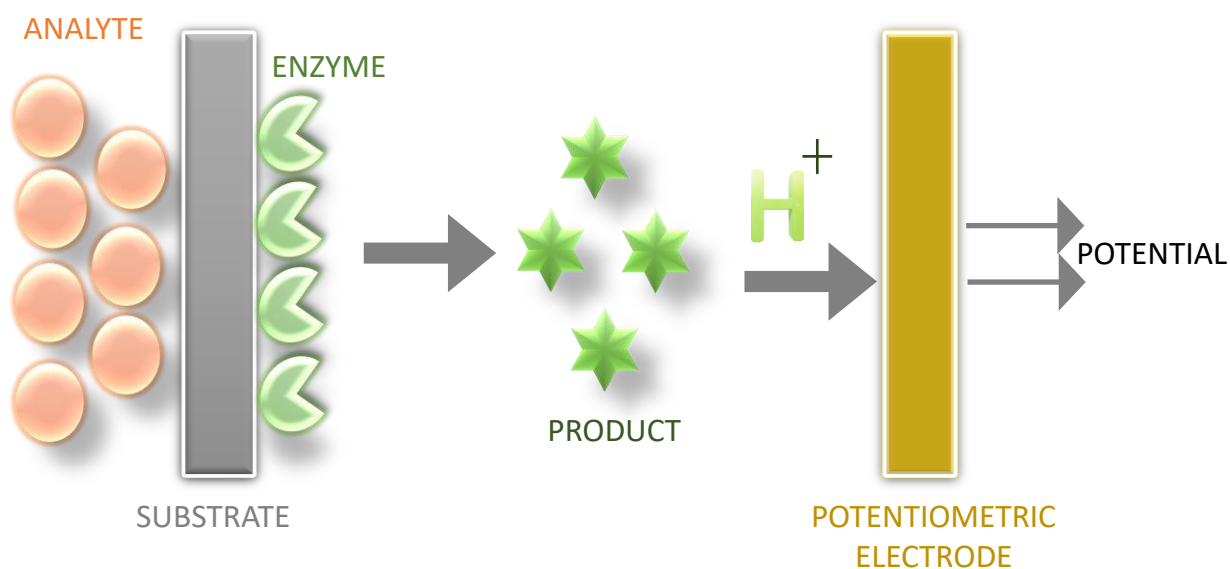 ANALYTE
ENZYME
H+
POTENTIAL
PRODUCT
SUBSTRATE
POTENTIOMETRIC
ELECTRODE